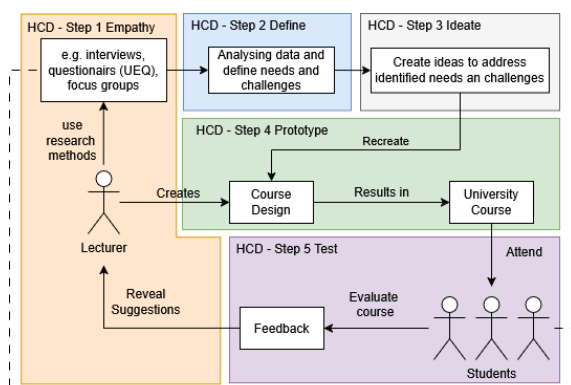 HCD - Step 1 Empathy
e.g. interviews,
questionairs (UEQ),
focus groups
use
research
methods
Lecturer
Reveal
Suggestions
HCD - Step 2 Define
Analysing data and
define needs and
challenges
HCD - Step 3 Ideate
Create ideas to address
identified needs an challenges
HCD - Step 4 Prototype
Recreate
Creates
Course
Design
Results in
University
Course
HCD - Step 5 Test
Attend
Evaluate
course
Feedback
Students